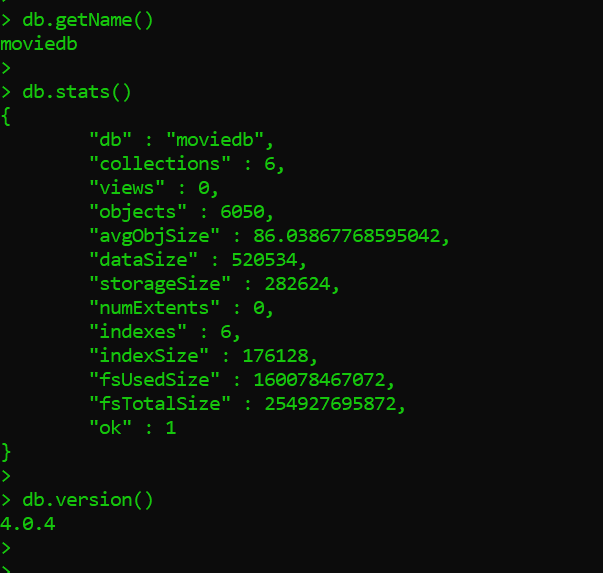 > db.getName()
moviedb
>
> db.stats()
{
        "db" : "moviedb",
        "collections" : 6,
        "views" : 0,
        "objects" : 6050,
        "avgObjSize" : 86.03867768595042,
        "dataSize" : 520534,
        "storageSize" : 282624,
        "numExtents" : 0,
        "indexes" : 6,
        "indexSize" : 176128,
        "fsUsedSize" : 160078467072,
        "fsTotalSize" : 254927695872,
        "ok" : 1
}
>
> db.version()
4.0.4
>
>